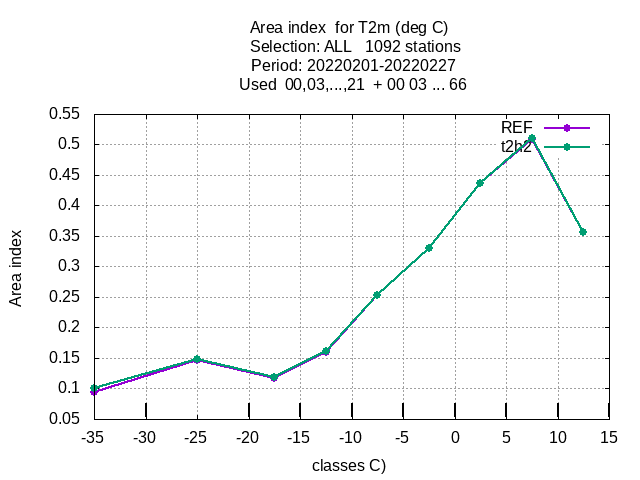 Area index for T2m (deg C)
Selection: ALL 1092 stations
Period: 20220201-20220227
Used 00,03,...,21 + 00 03 ... 66
REF
t2h2
0.55
0.5
0.45
0.4
0.35
0.3
0.25
0.2
0.15
0.1
0.05
Area index
-35 -30 -25 -20 -15 -10 -5 0 5 10 15
classes C)